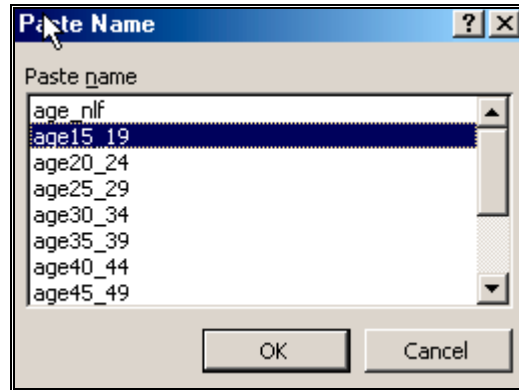 Paste Name
Paste name
age_nlf
age15_19
age20_24
age25_29
age30_34
age35_39
age40_44
age45_49
OK Cancel